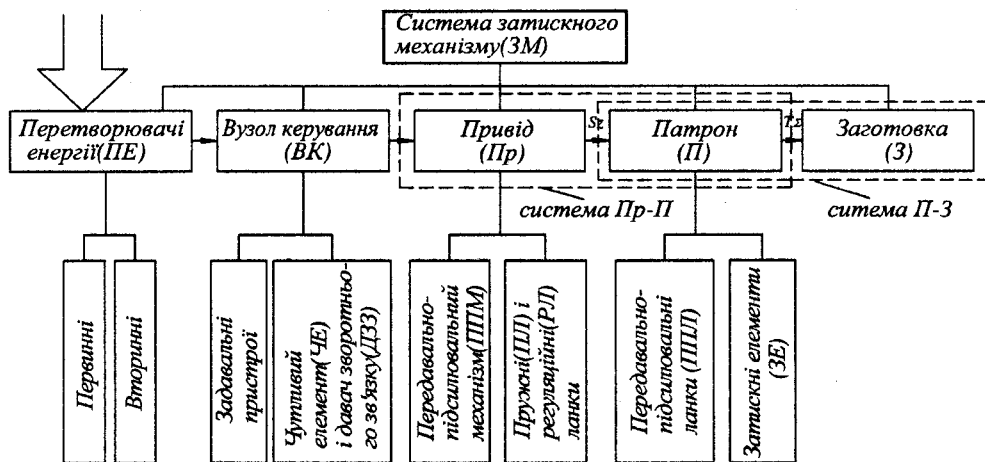 Система затискного
механізму(ЗМ)
Перетворювачі
енергії(ПЕ)
Вузол керування
(ВК)
Привід
(Пр)
Патрон
(П)
Заготовка
(З)
система Пр-П
ситема П-З
Первинні
Вторинні
Задавальні
пристрої
Чутливий
елемент(ЧЕ)
і давач зворотньо-
го зв'язку(ДЗЗ)
Передавально-
підсилювальний
механізм(ППМ)
Пружні(ПЛ) і
регуляційні(РЛ)
ланки
Передавально-
підсилювальні
ланки (ППЛ)
Затискні елементи
(ЗЕ)